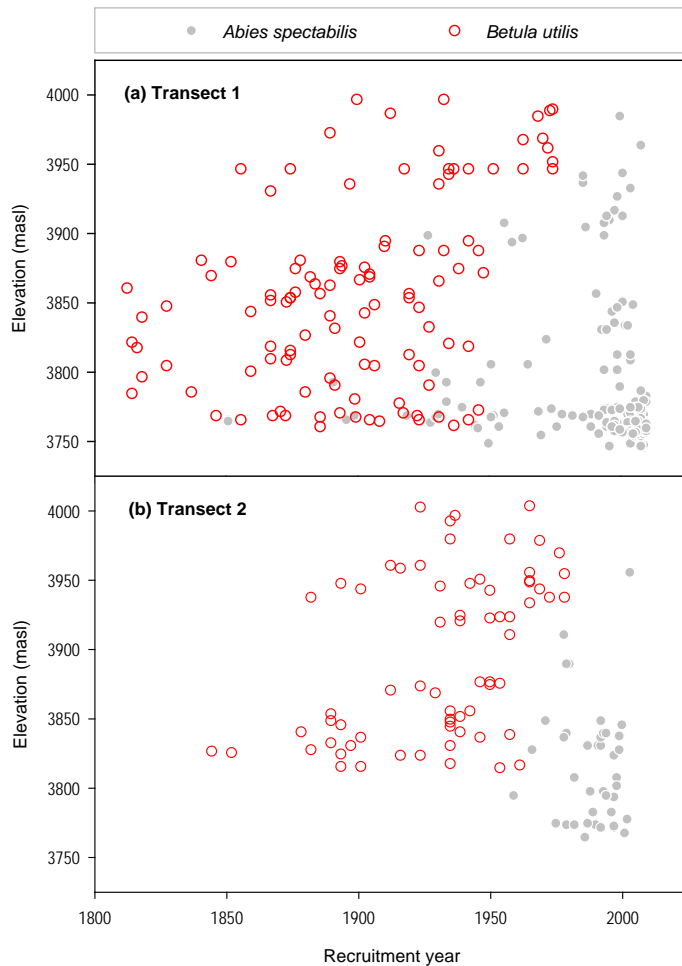 Abies spectabilis
Betula utilis
(a) Transect 1
4000
3950
3900
3850
3800
3750
Elevation (masl)
(b) Transect 2
4000
3950
3900
3850
3800
3750
Elevation (masl)
1800
1850
1900
1950
2000
Recruitment year